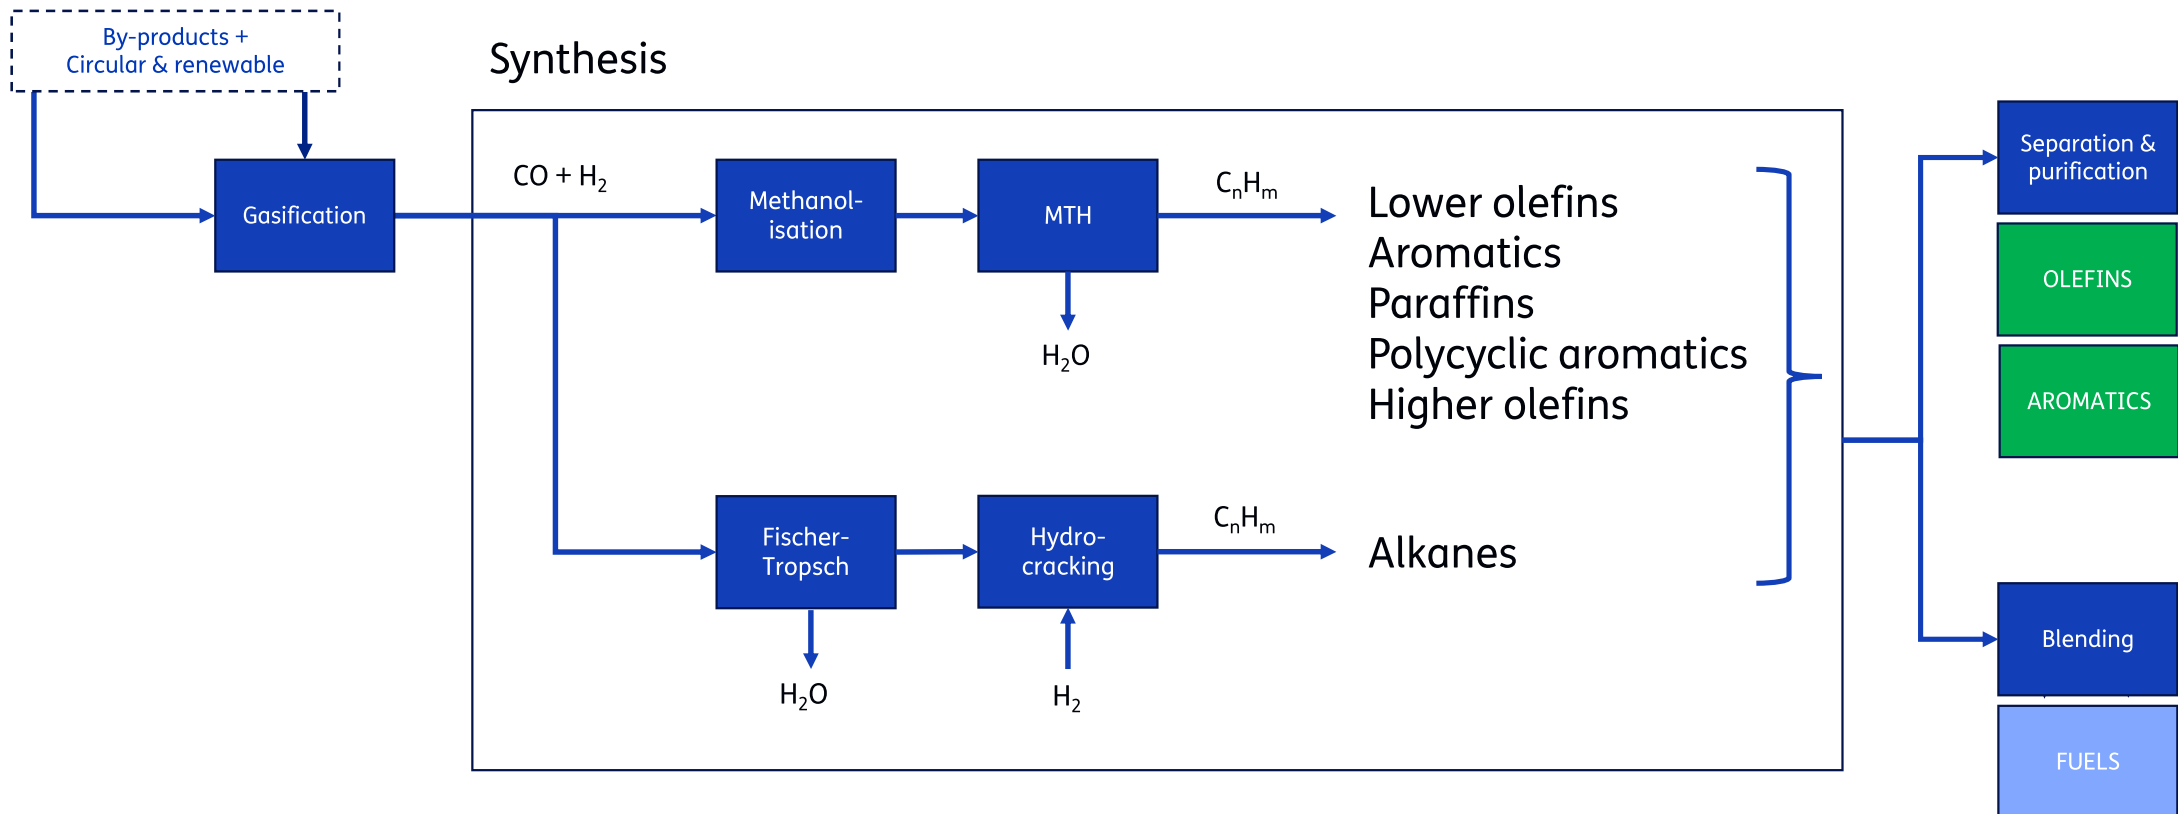 By-products +
Circular & renewable
Synthesis
Gasification
CO + H₂
Methanol-
isation
MTH
CₙHₘ
H₂O
Lower olefins
Aromatics
Paraffins
Polycyclic aromatics
Higher olefins
Fischer-
Tropsch
Hydro-
cracking
CₙHₘ
Alkanes
H₂O
H₂
Separation &
purification
OLEFINS
AROMATICS
Blending
FUELS